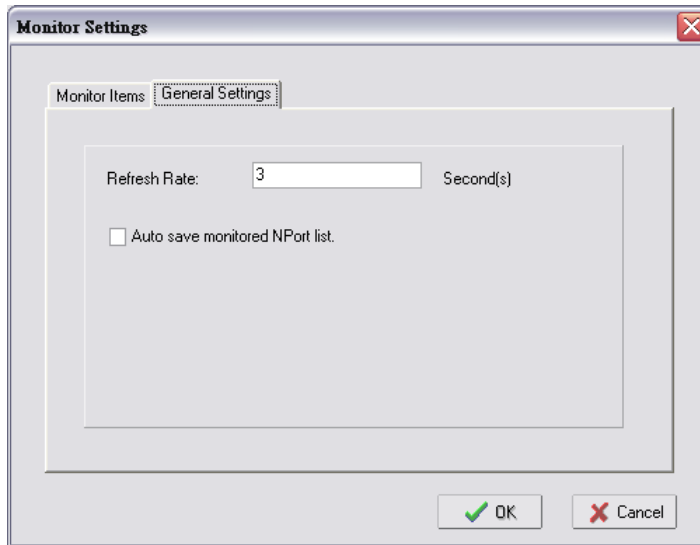 Monitor Settings
Monitor Items General Settings
Refresh Rate: 3 Second(s)
Auto save monitored NPort list.
OK Cancel